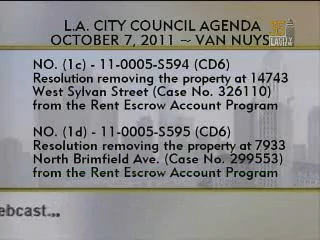 L.A. CITY COUNCIL AGENDA
OCTOBER 7, 2011 ~ VAN NUYS
NO. (1c) - 11-0005-S594 (CD6)
Resolution removing the property at 14743
West Sylvan Street (Case No. 326110)
from the Rent Escrow Account Program
NO. (1d) - 11-0005-S595 (CD6)
Resolution removing the property at 7933
North Brimfield Ave. (Case No. 299553)
from the Rent Escrow Account Program
ebcast...